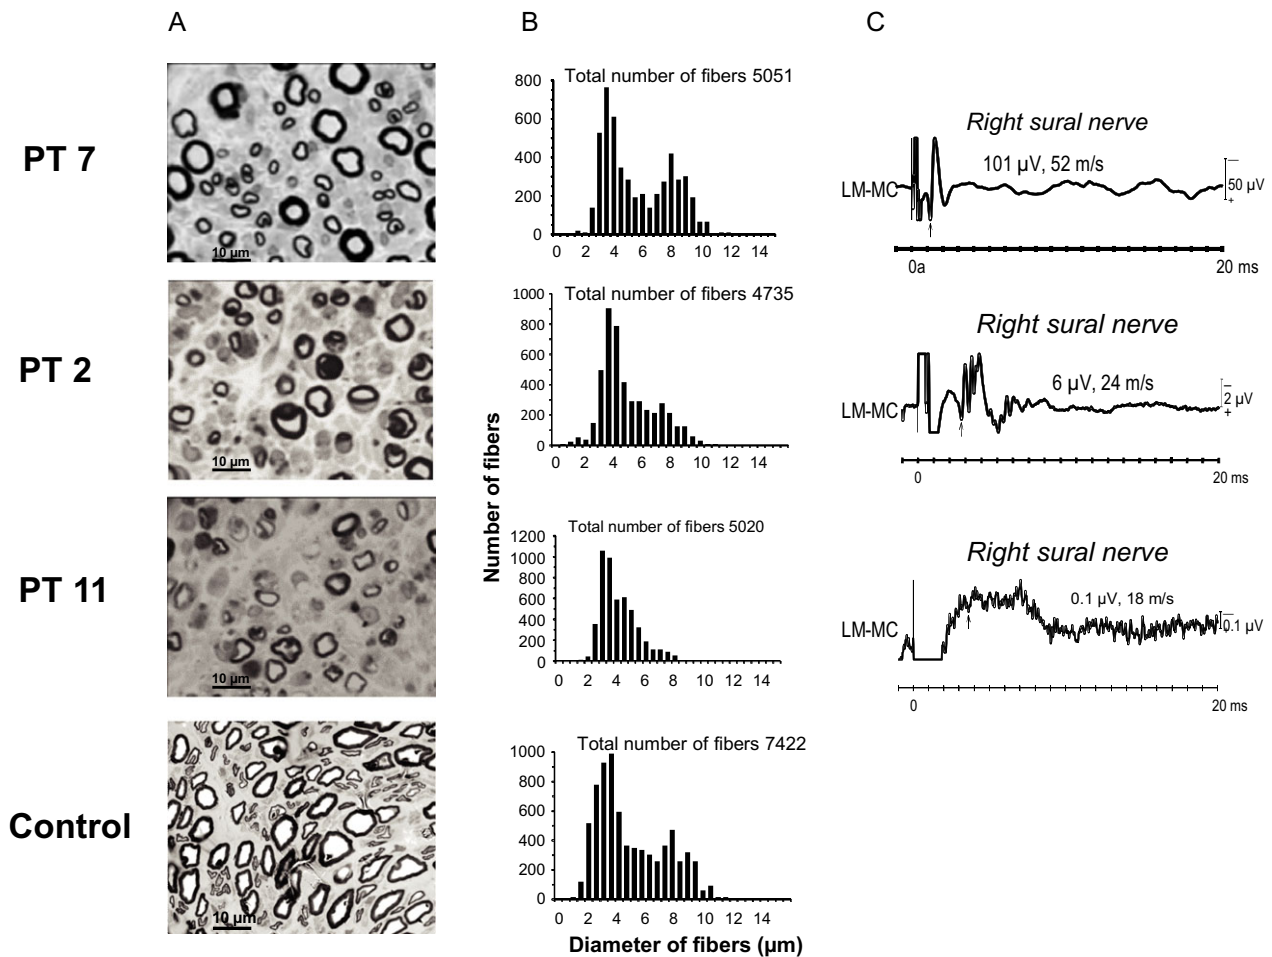 A
B
C
PT 7
10 µm
Total number of fibers 5051
800
600
400
200
0
0 2 4 6 8 10 12 14
Right sural nerve
101 µV, 52 m/s
LM-MC
50 µV
+
0a
20 ms
PT 2
10 µm
Total number of fibers 4735
1000
800
600
400
200
0
0 2 4 6 8 10 12 14
Right sural nerve
6 µV, 24 m/s
LM-MC
2 µV
+
0
20 ms
Number of fibers
PT 11
10 µm
Total number of fibers 5020
1200
1000
800
600
400
200
0
0 2 4 6 8 10 12 14
Right sural nerve
0.1 µV, 18 m/s
LM-MC
0.1 µV
0
20 ms
Control
10 µm
Total number of fibers 7422
1000
800
600
400
200
0
0 2 4 6 8 10 12 14
Diameter of fibers (µm)